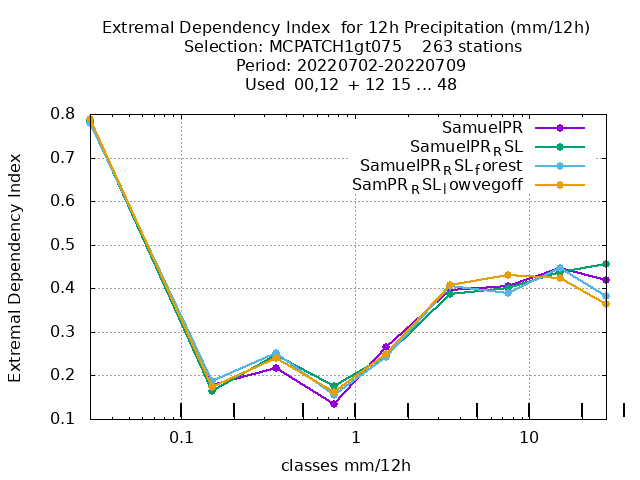 Extremal Dependency Index  for 12h Precipitation (mm/12h)
Selection: MCPATCH1gt075    263 stations
Period: 20220702-20220709
Used  00,12  + 12 15 ... 48
SamuelPR
SamuelPR_RSL
SamuelPR_RSL_forest
SamPR_RSL_lowvegoff
Extremal Dependency Index
0.8
0.7
0.6
0.5
0.4
0.3
0.2
0.1
0.1 1 10
classes mm/12h